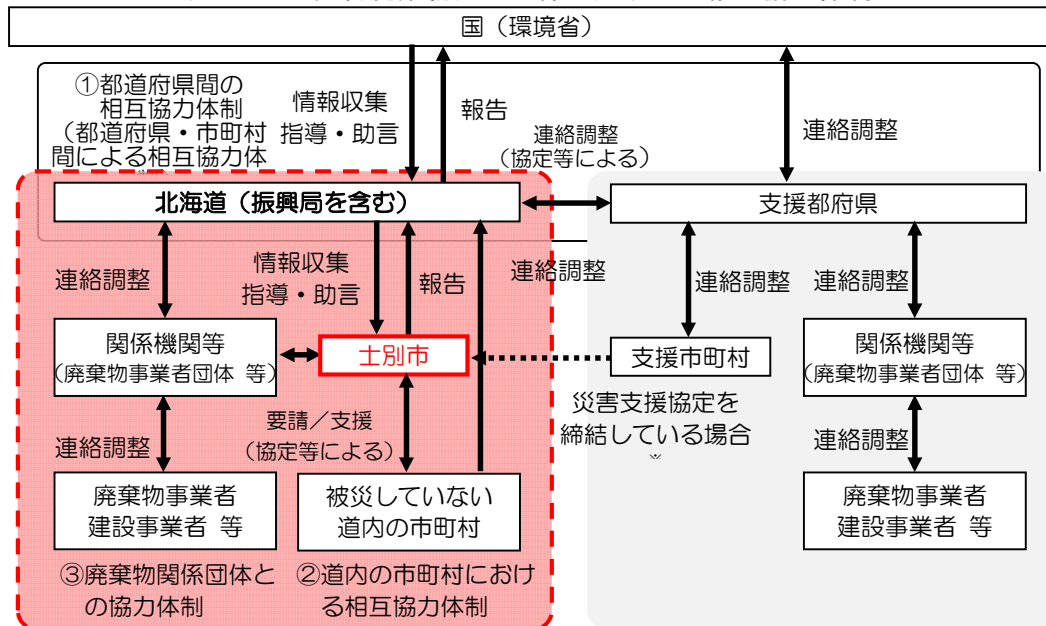 国（環境省）
①都道府県間の
相互協力体制
（都道府県・市町村
間による相互協力体
情報収集
指導・助言
報告
連絡調整
（協定等による）
連絡調整
北海道（振興局を含む）
支援都府県
連絡調整
情報収集
指導・助言
報告
連絡調整
連絡調整
連絡調整
関係機関等
（廃棄物事業者団体 等）
士別市
支援市町村
関係機関等
（廃棄物事業者団体 等）
災害支援協定を
締結している場合
※
連絡調整
要請／支援
（協定等による）
連絡調整
廃棄物事業者
建設事業者 等
被災していない
道内の市町村
廃棄物事業者
建設事業者 等
③廃棄物関係団体と
の協力体制
②道内の市町村におけ
る相互協力体制